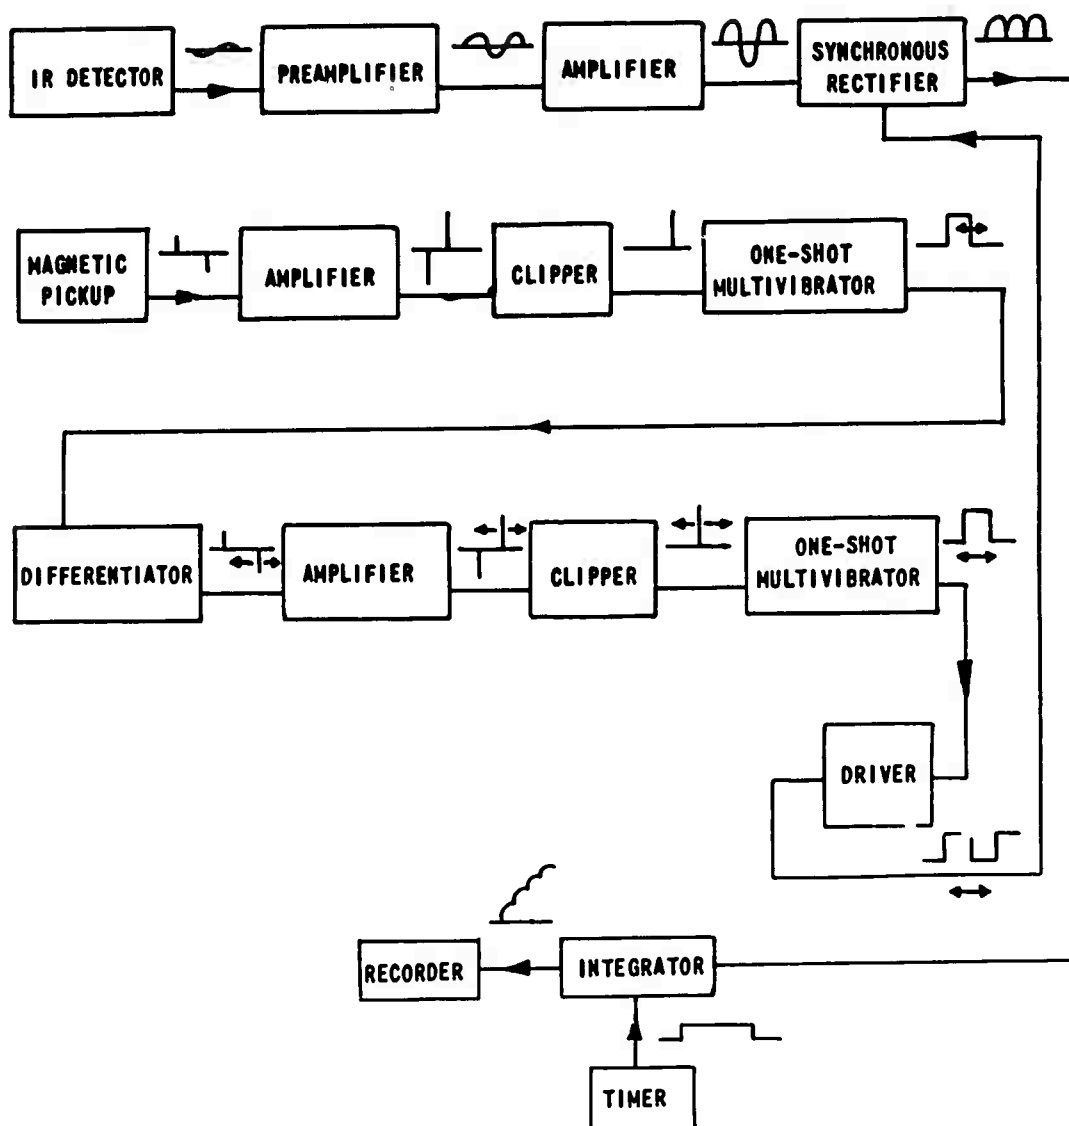 IR DETECTOR
PREAMPLIFIER
AMPLIFIER
SYNCHRONOUS
RECTIFIER
MAGNETIC
PICKUP
AMPLIFIER
CLIPPER
ONE-SHOT
MULTIVIBRATOR
DIFFERENTIATOR
AMPLIFIER
CLIPPER
ONE-SHOT
MULTIVIBRATOR
DRIVER
RECORDER
INTEGRATOR
TIMER